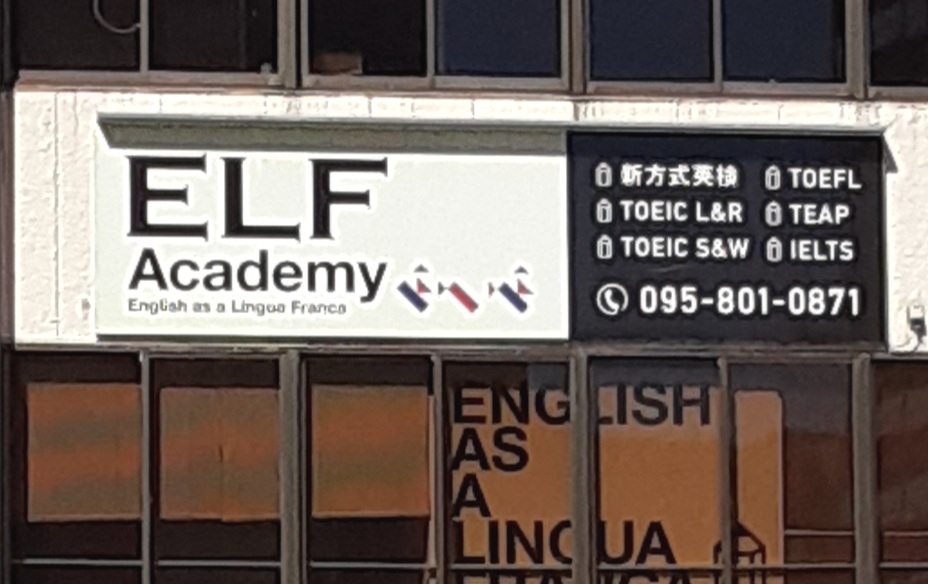 ELF
Academy
English as a Lingua Franca
新方式英検 TOEFL
TOEIC L&R TEAP
TOEIC S&W IELTS
095-801-0871
ENGLISH
AS
A
LINGUA
FRANCA